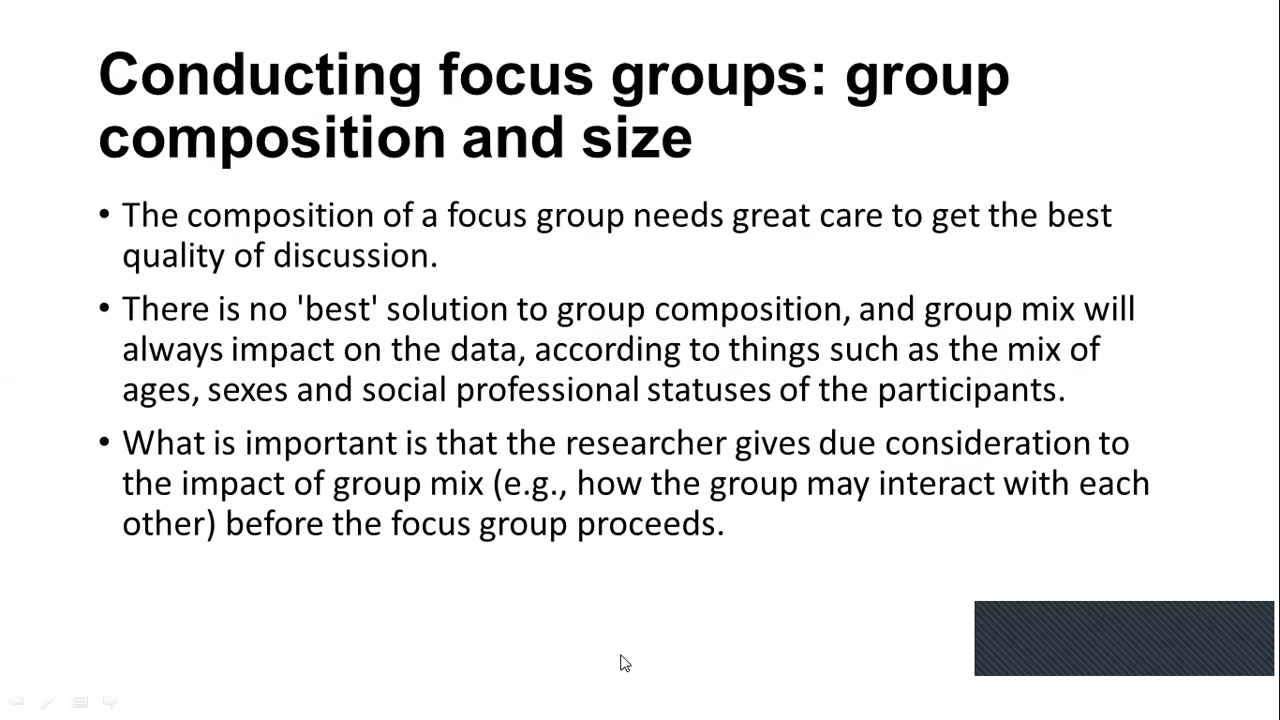 Conducting focus groups: group
composition and size
• The composition of a focus group needs great care to get the best
quality of discussion.
• There is no 'best' solution to group composition, and group mix will
always impact on the data, according to things such as the mix of
ages, sexes and social professional statuses of the participants.
• What is important is that the researcher gives due consideration to
the impact of group mix (e.g., how the group may interact with each
other) before the focus group proceeds.